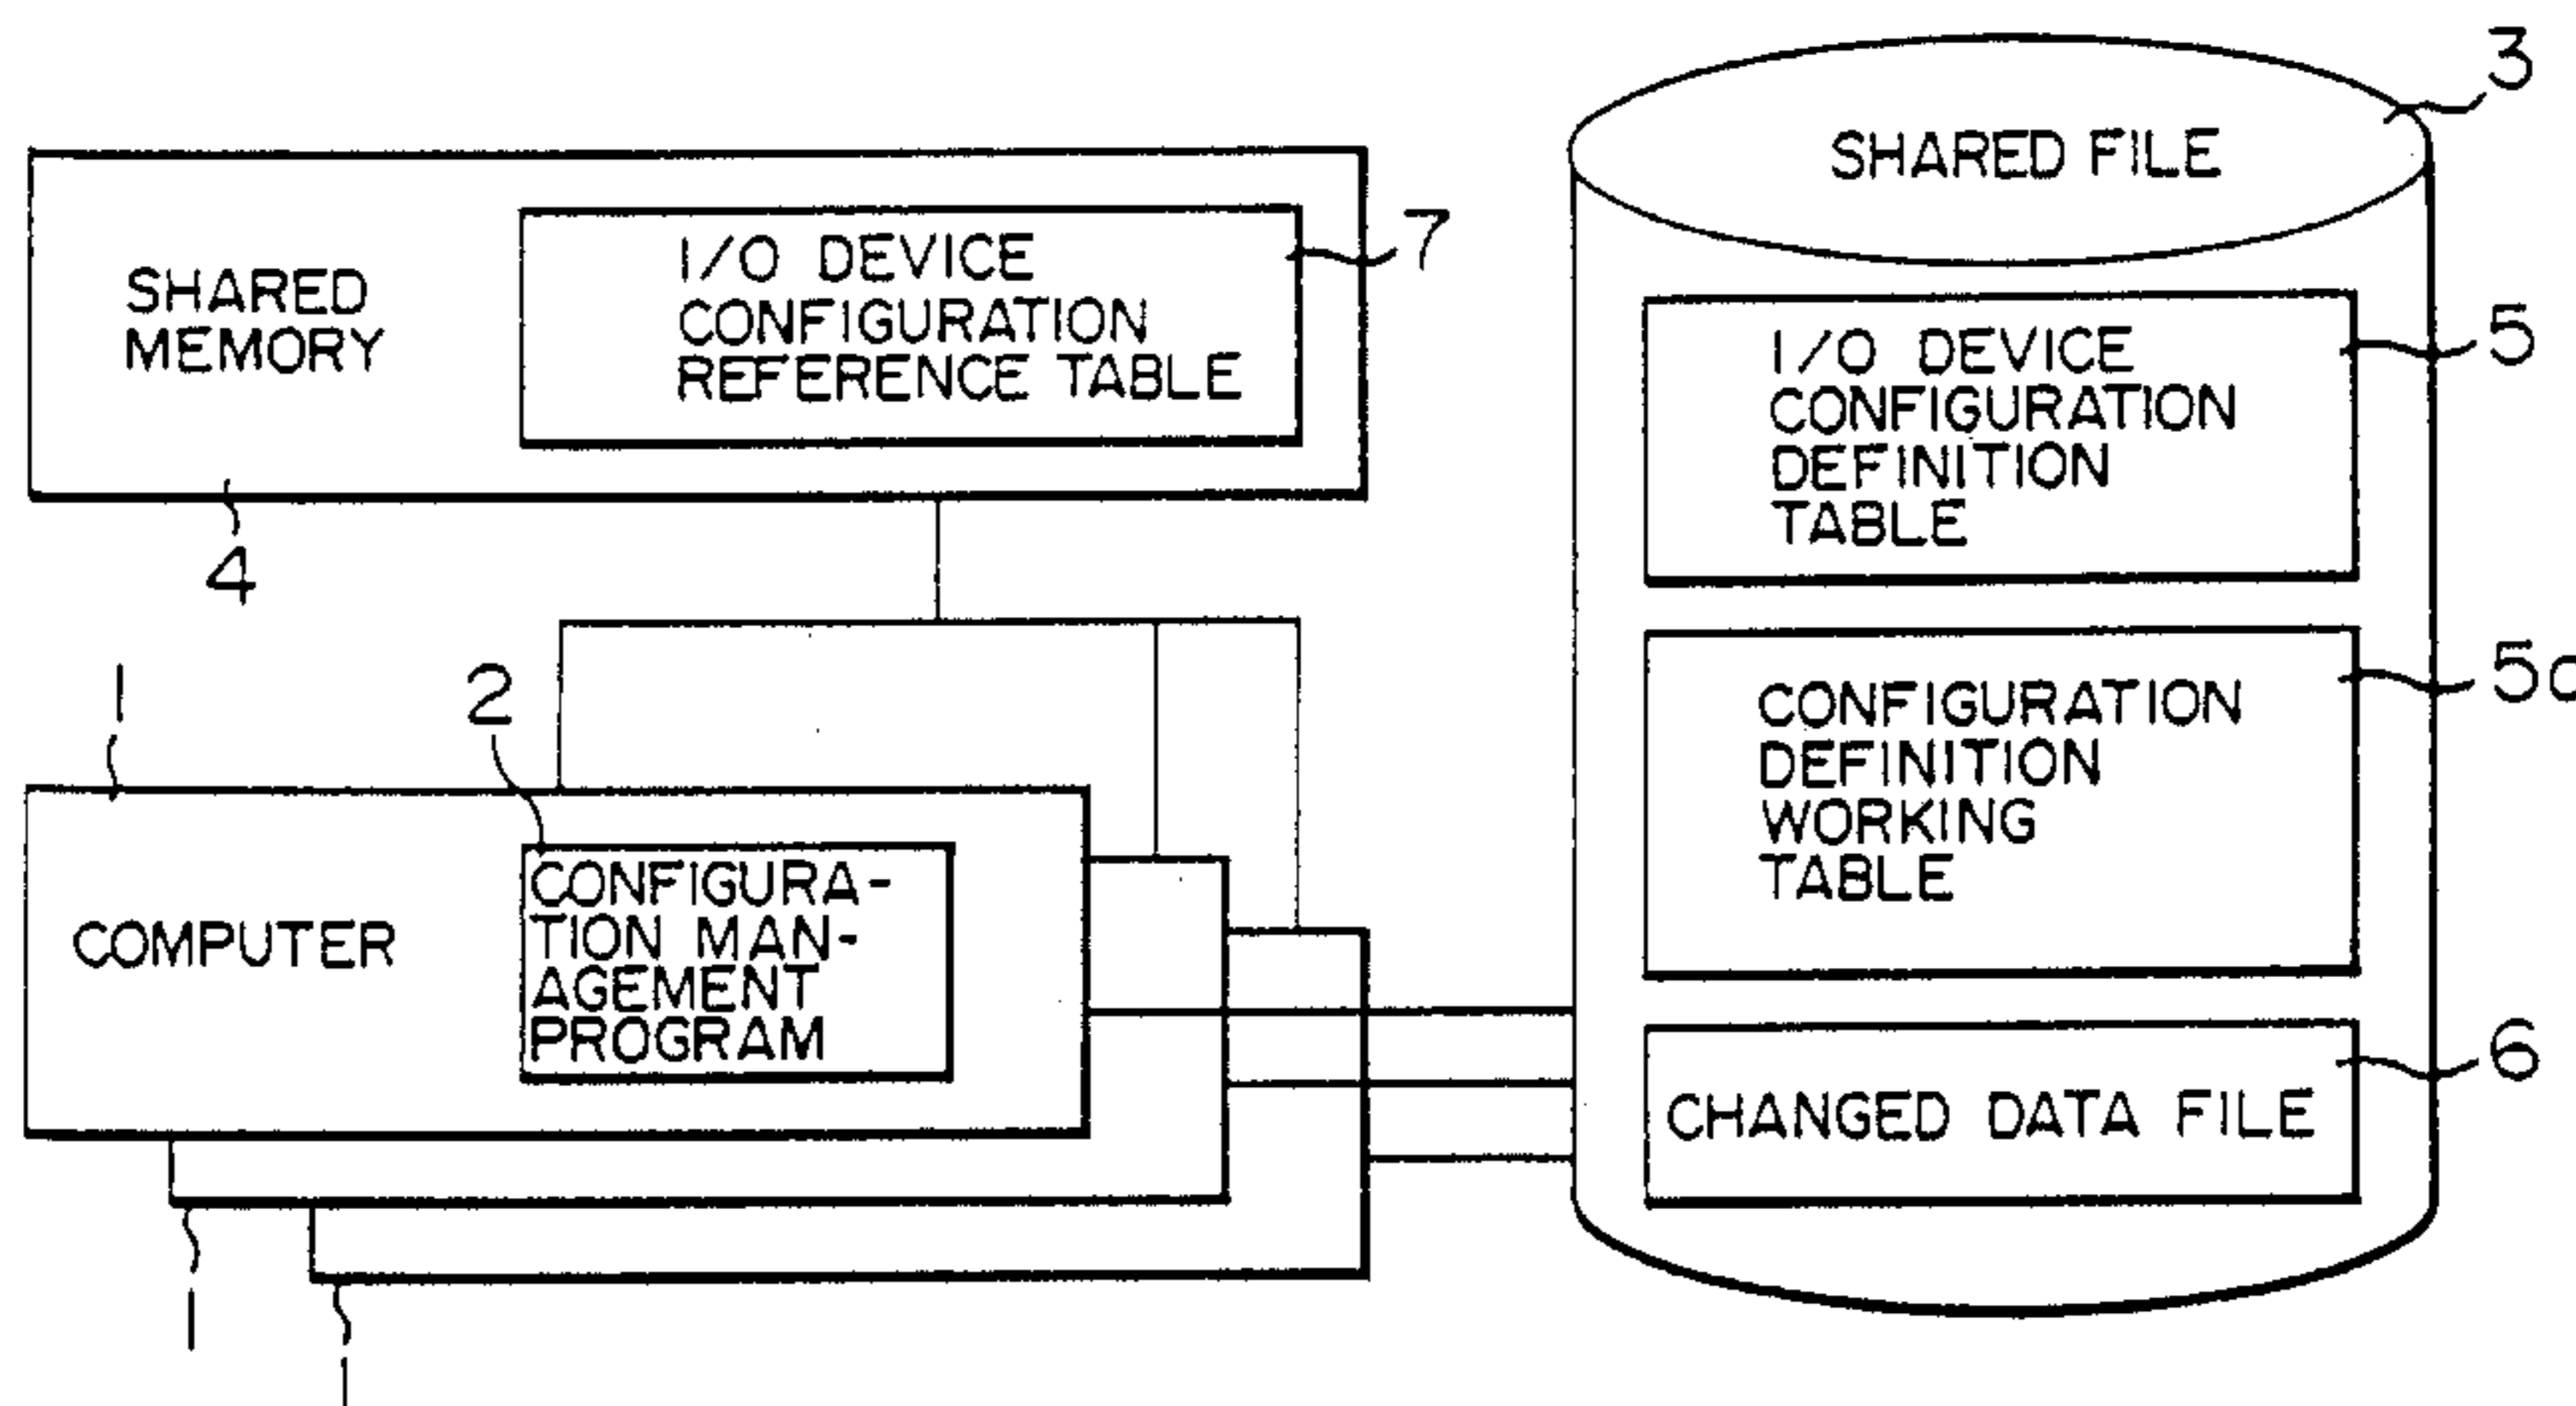 3
SHARED FILE
7
I/O DEVICE
CONFIGURATION
REFERENCE TABLE
SHARED
MEMORY
4
5
I/O DEVICE
CONFIGURATION
DEFINITION
TABLE
5a
CONFIGURATION
DEFINITION
WORKING
TABLE
1
2
COMPUTER
CONFIGURA-
TION MAN-
AGEMENT
PROGRAM
6
CHANGED DATA FILE
1
1